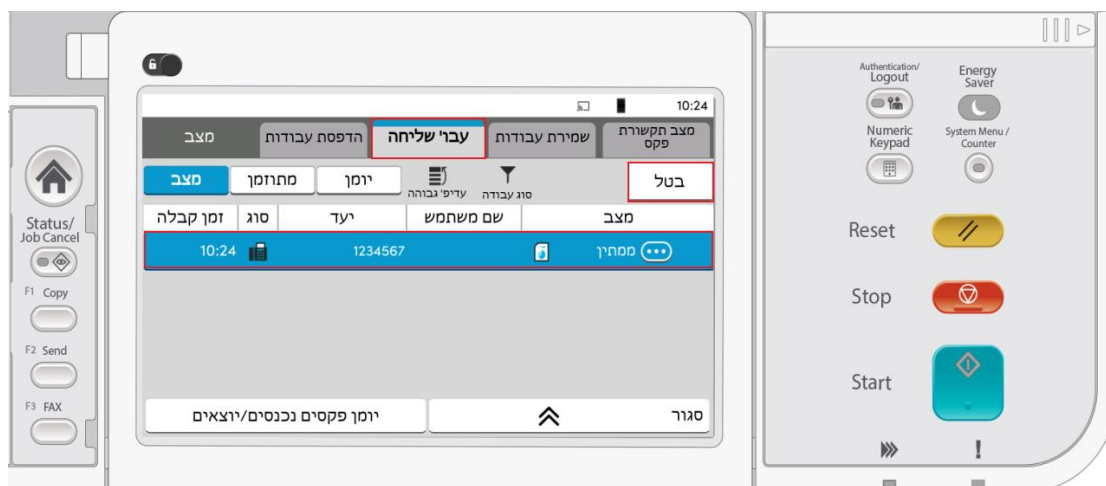 10:24
מצב
הדפסת עבודות
עבו' שליחה
שמירת עבודות
מצב תקשורת
פקס
מצב
מתוזמן
יומן
עדיפי גבוהה
סוג עבודה
בטל
זמן קבלה
סוג
יעד
שם משתמש
מצב
10:24
1234567
ממתין
יומן פקסים נכנסים/יוצאים
סגור
Status/
Job Cancel
F1 Copy
F2 Send
F3 FAX
Authentication/
Logout
Energy
Saver
Numeric
Keypad
System Menu /
Counter
Reset
Stop
Start
!